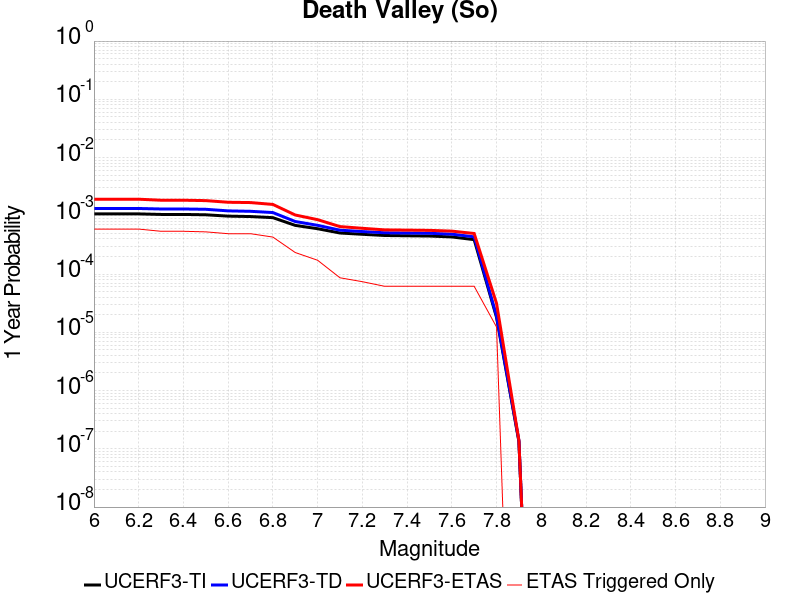 Death Valley (So)
10^0
10^-1
10^-2
10^-3
10^-4
10^-5
10^-6
10^-7
10^-8
1 Year Probability
6 6.2 6.4 6.6 6.8 7 7.2 7.4 7.6 7.8 8 8.2 8.4 8.6 8.8 9
Magnitude
UCERF3-TI UCERF3-TD UCERF3-ETAS ETAS Triggered Only